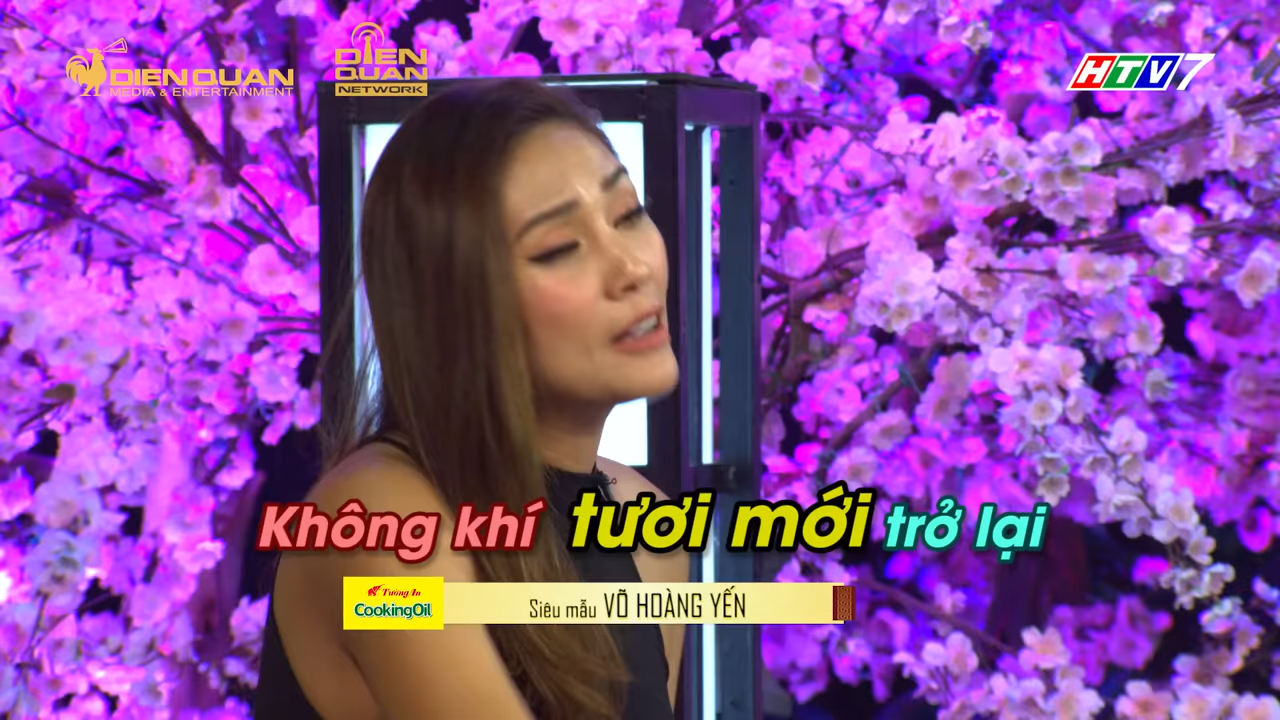 DIEN QUAN
MEDIA & ENTERTAINMENT
DIEN
QUAN
NETWORK
HTV7
Không khí tươi mới trở lại
Tường An
CookingOil
Siêu mẫu VÕ HOÀNG YẾN